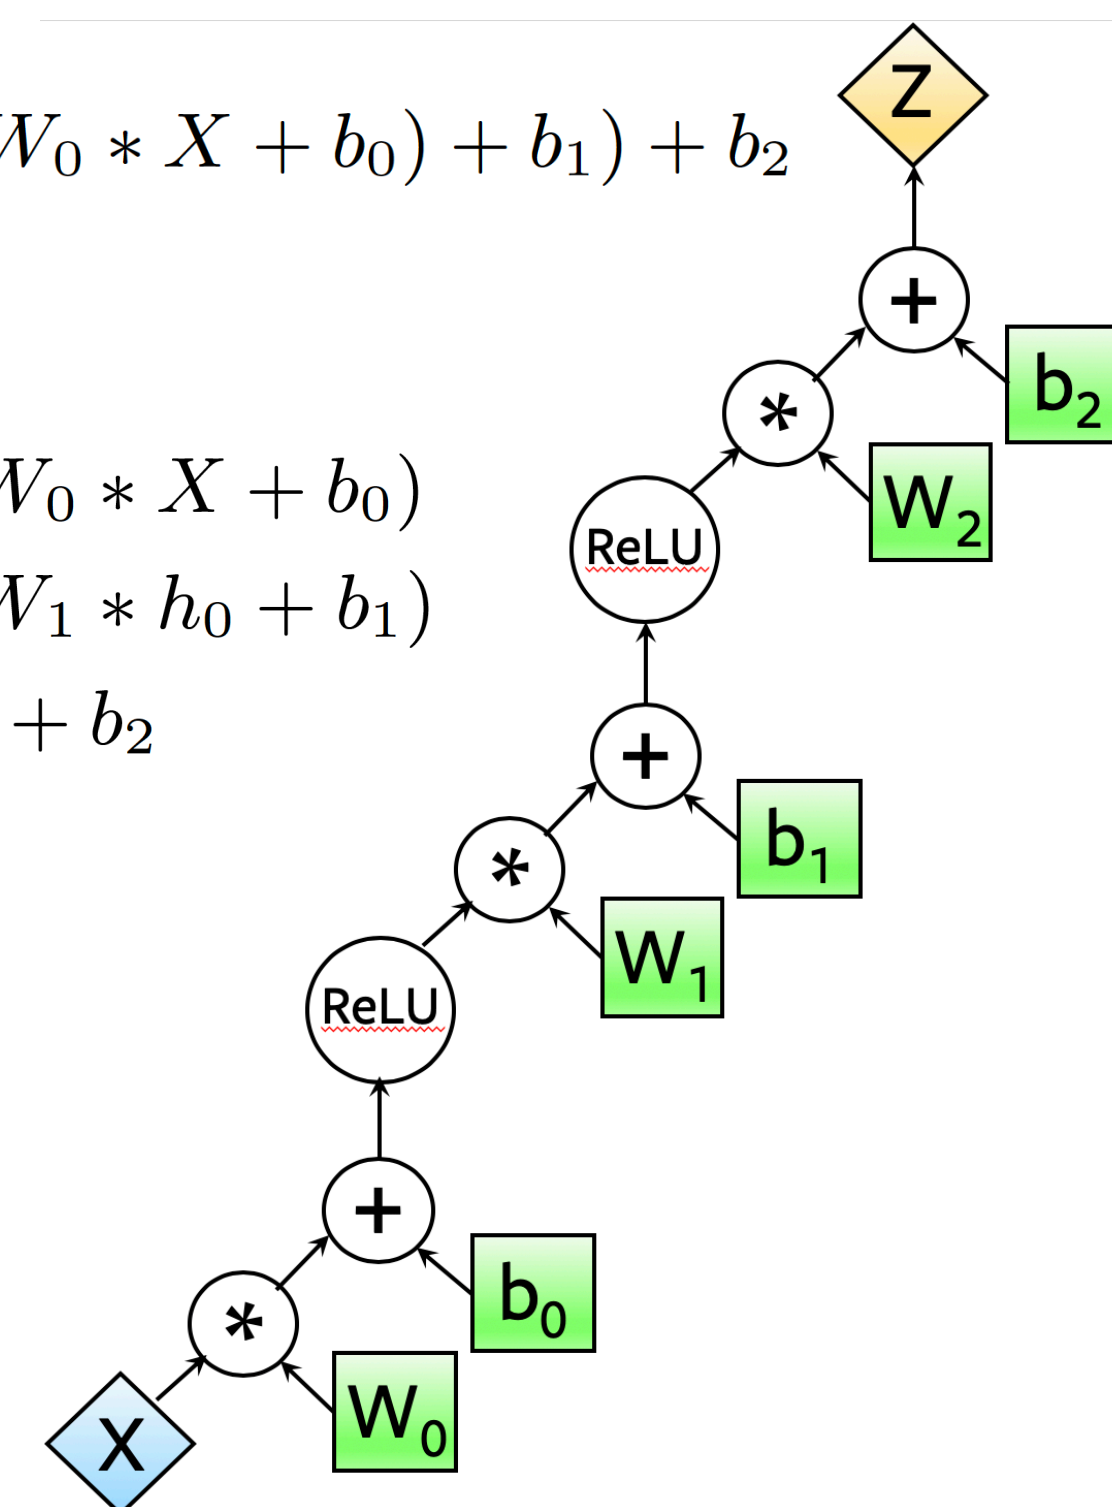 W₀ * X + b₀) + b₁) + b₂
W₀ * X + b₀)
W₁ * h₀ + b₁)
+ b₂
Z
+
b₂
*
W₂
ReLU
+
b₁
*
W₁
ReLU
+
b₀
*
W₀
X